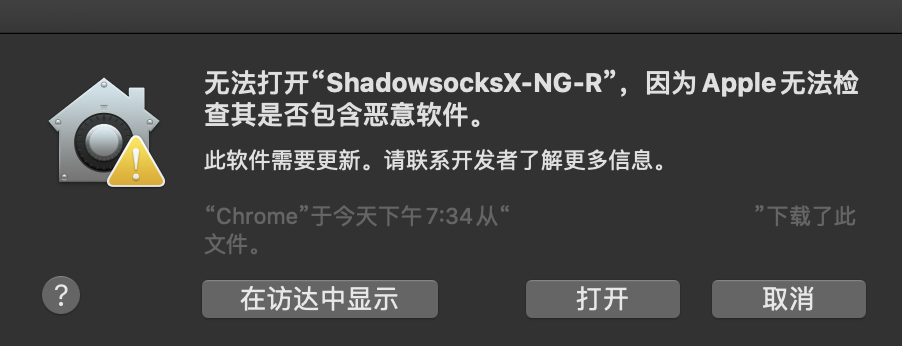 无法打开“ShadowsocksX-NG-R”，因为 Apple 无法检
查其是否包含恶意软件。
此软件需要更新。请联系开发者了解更多信息。
“Chrome”于今天下午 7:34 从“ ”下载了此
文件。
?
在访达中显示
打开
取消